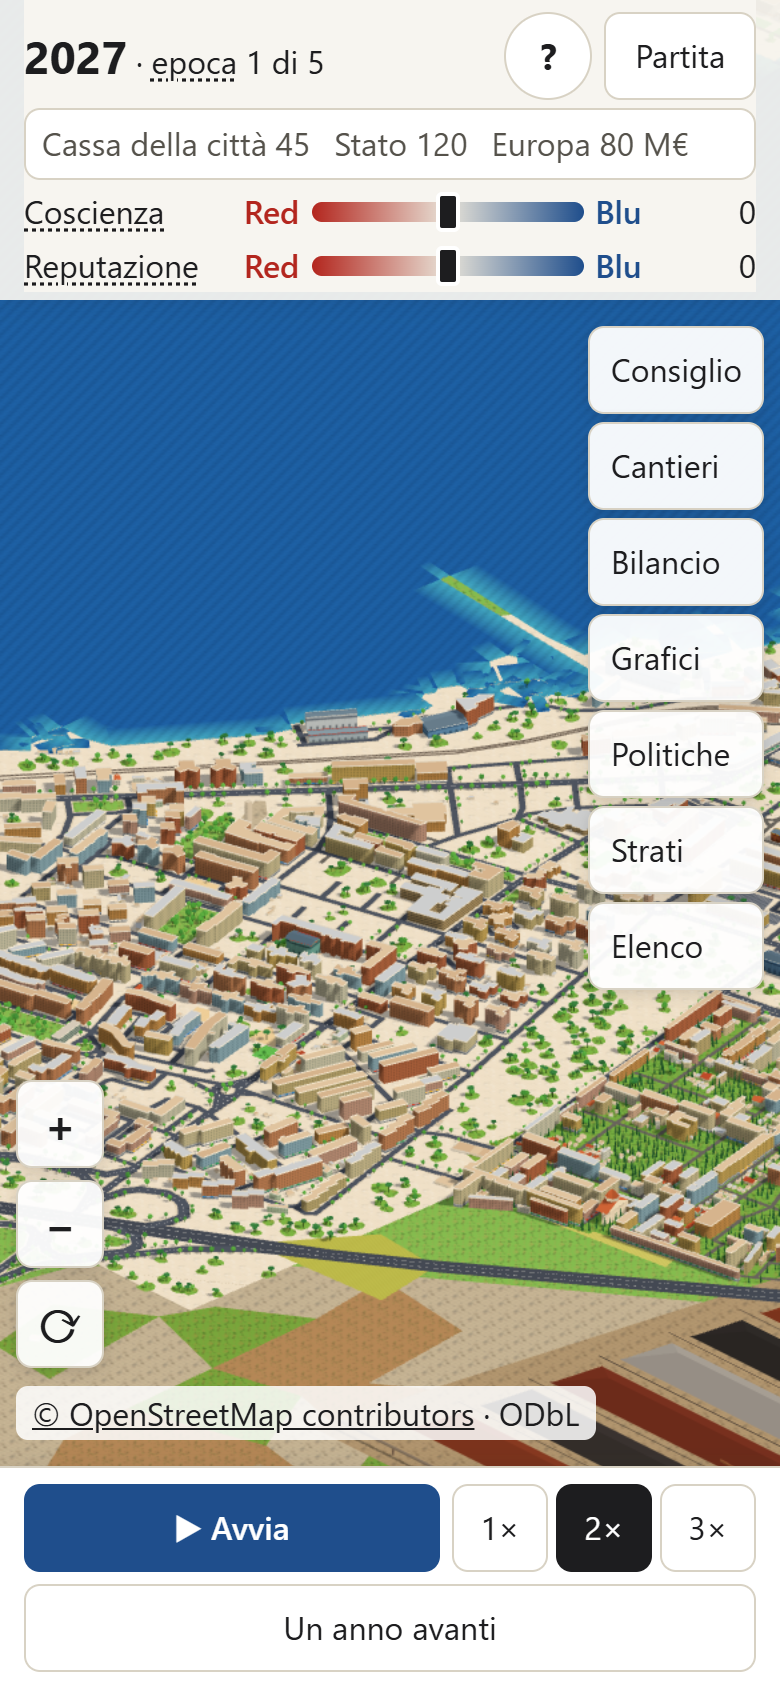 2027 · epoca 1 di 5
?
Partita
Cassa della città 45 Stato 120 Europa 80 M€
Coscienza Red Blu 0
Reputazione Red Blu 0
Consiglio
Cantieri
Bilancio
Grafici
Politiche
Strati
Elenco
+
−
© OpenStreetMap contributors · ODbL
▶ Avvia 1× 2× 3×
Un anno avanti